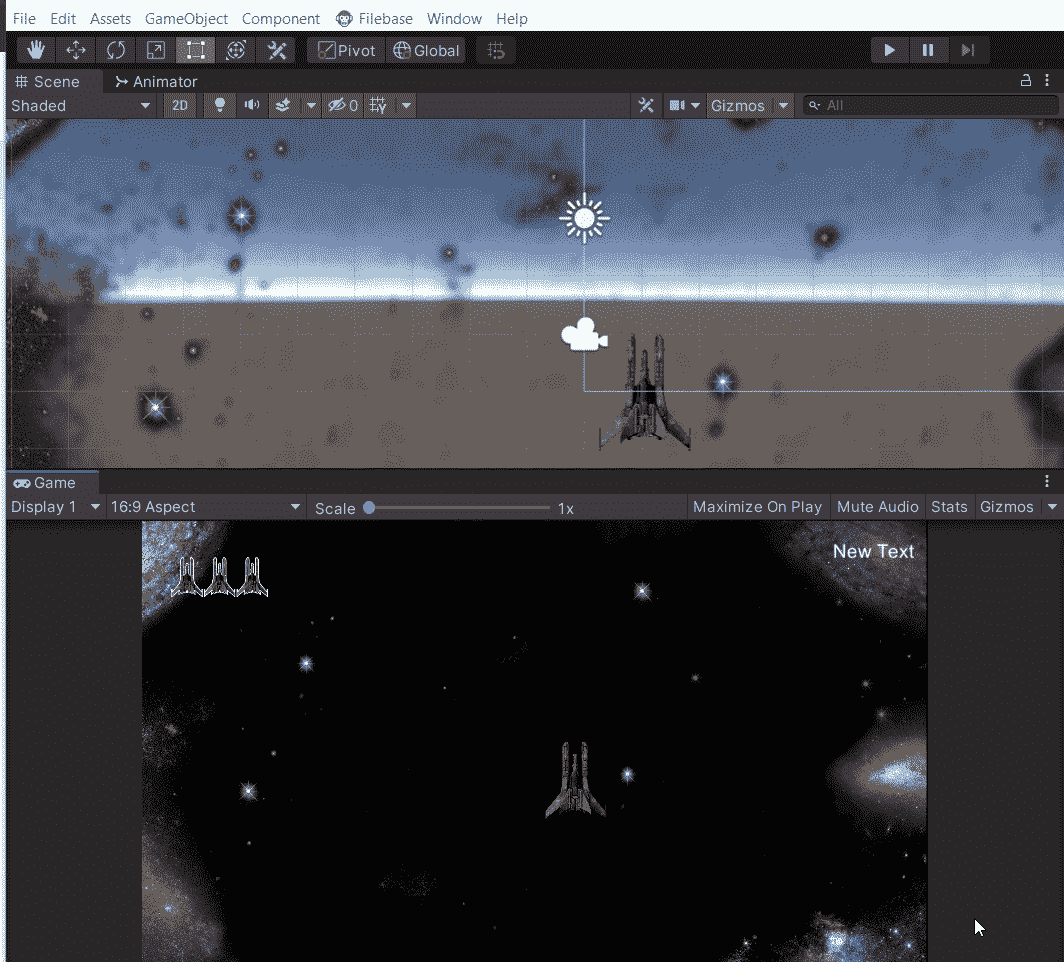 File Edit Assets GameObject Component Filebase Window Help
Pivot Global
Scene Animator
Shaded 2D 0 Gizmos All
Game
Display 1 16:9 Aspect Scale 1x Maximize On Play Mute Audio Stats Gizmos
New Text